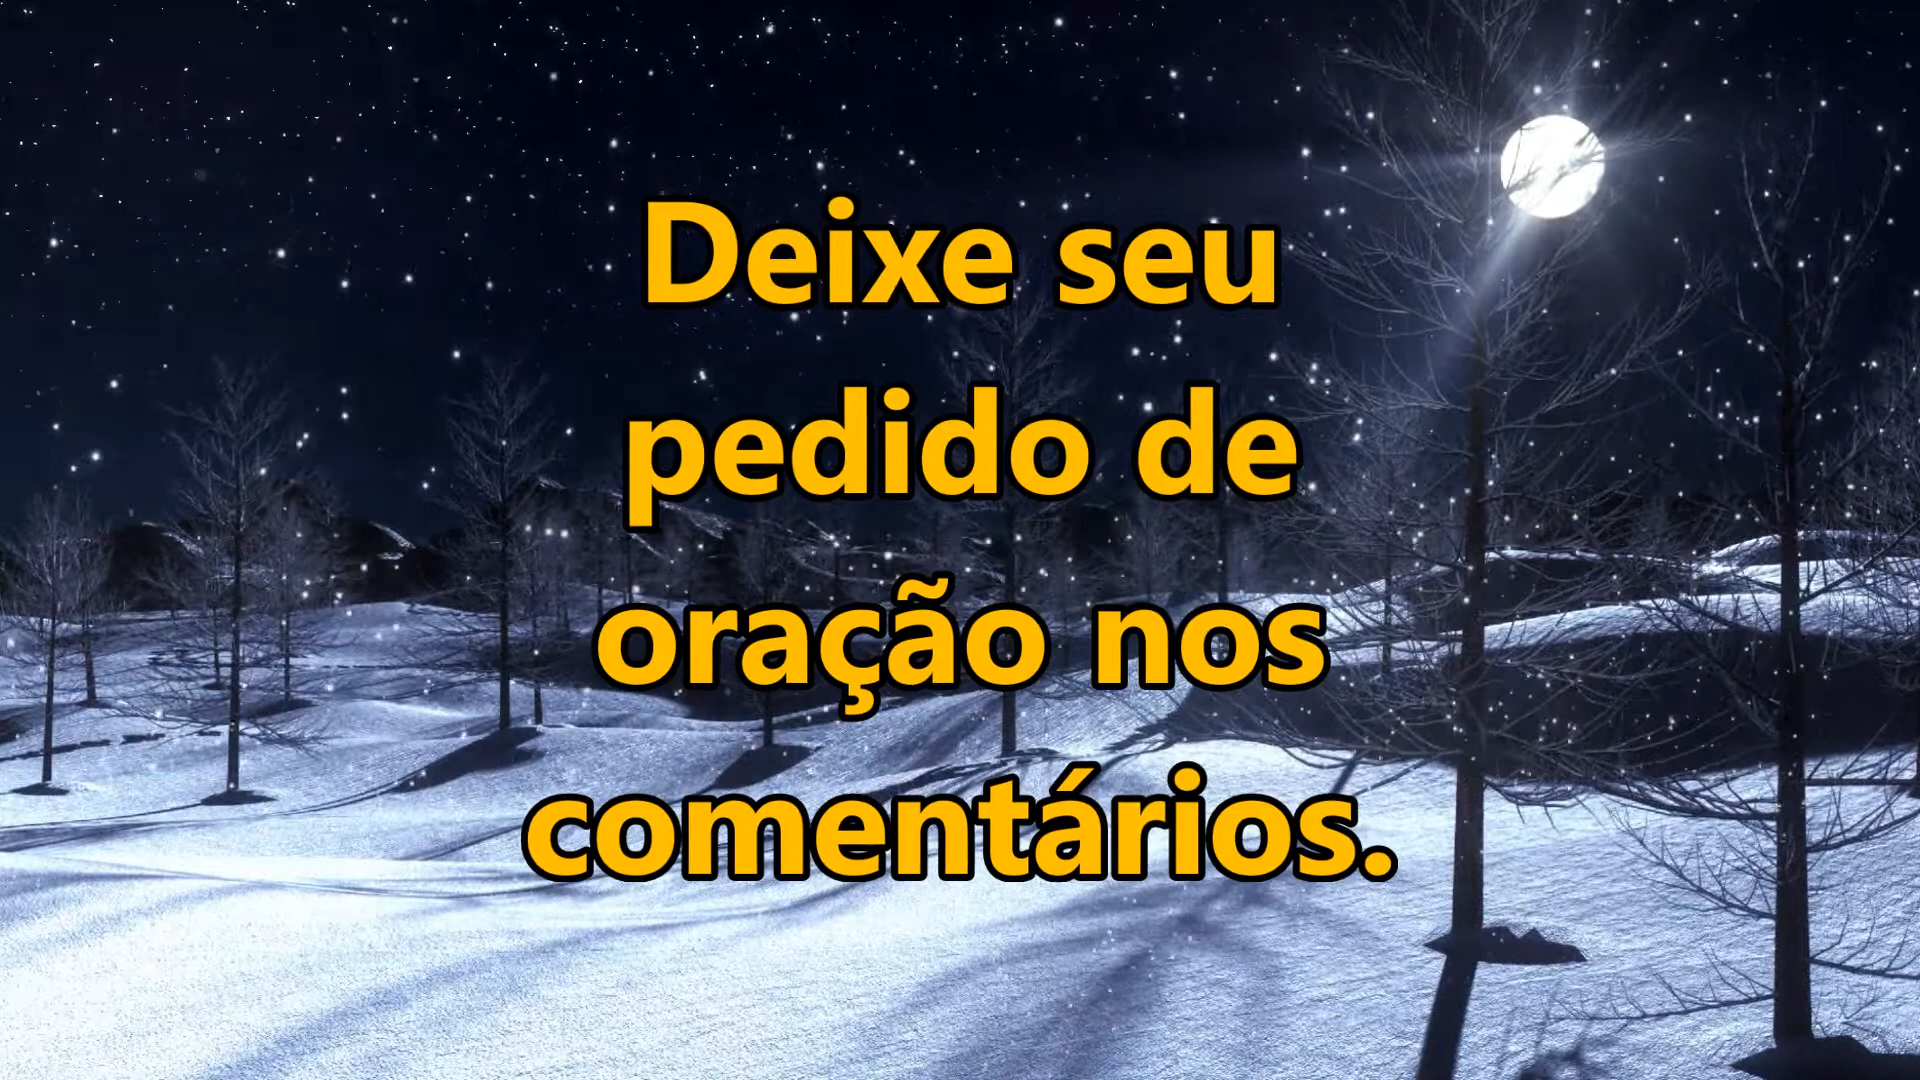 Deixe seu
pedido de
oração nos
comentários.